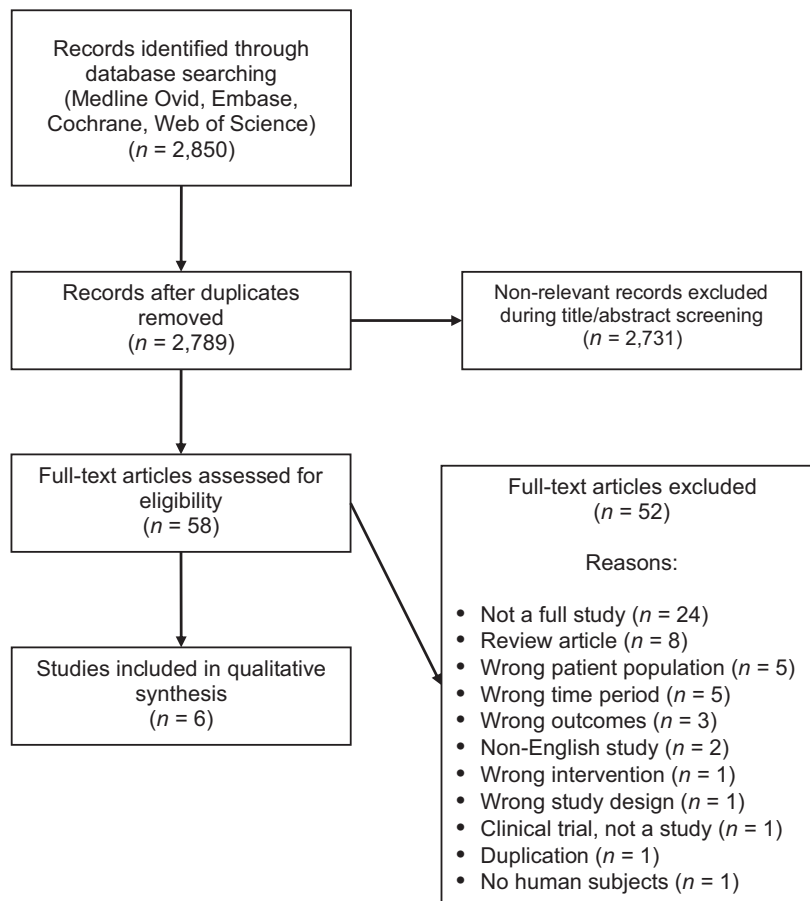 Records identified through
database searching
(Medline Ovid, Embase,
Cochrane, Web of Science)
(n = 2,850)
Records after duplicates
removed
(n = 2,789)
Non-relevant records excluded
during title/abstract screening
(n = 2,731)
Full-text articles assessed for
eligibility
(n = 58)
Full-text articles excluded
(n = 52)
Reasons:
• Not a full study (n = 24)
• Review article (n = 8)
• Wrong patient population (n = 5)
• Wrong time period (n = 5)
• Wrong outcomes (n = 3)
• Non-English study (n = 2)
• Wrong intervention (n = 1)
• Wrong study design (n = 1)
• Clinical trial, not a study (n = 1)
• Duplication (n = 1)
• No human subjects (n = 1)
Studies included in qualitative
synthesis
(n = 6)